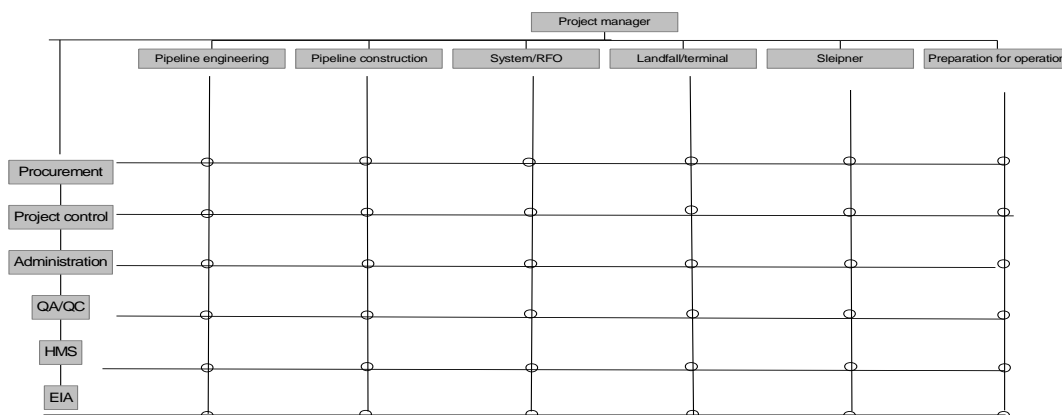 Project manager
Pipeline engineering
Pipeline construction
System/RFO
Landfall/terminal
Sleipner
Preparation for operation
Procurement
Project control
Administration
QA/QC
HMS
EIA